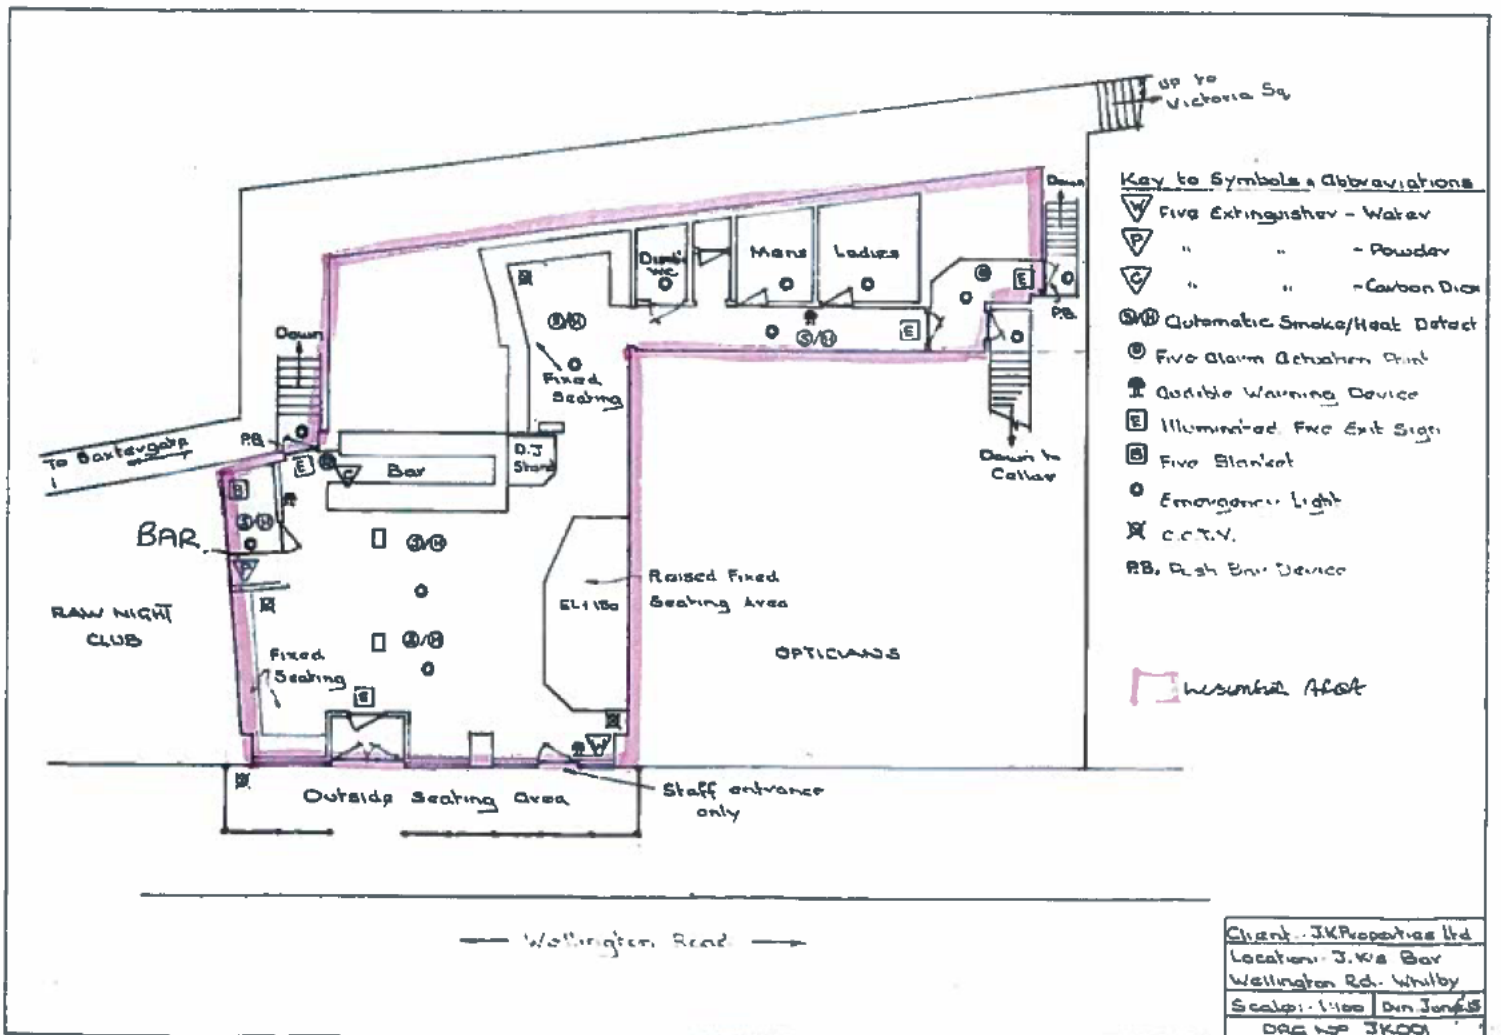 up to
Victoria Sq
Key to Symbols & Abbreviations
W Fire Extinguisher - Water
P " " - Powder
C " " - Carbon Diox
S/H Automatic Smoke/Heat Detect
Fire Alarm Actuation Point
Audible Warning Device
E Illuminated Fire Exit Sign
B Fire Blanket
Emergency Light
C.C.T.V.
P.B. Push Bar Device
Down
Mens
Ladies
WC
E
P.B.
S/H
S/H
E
Down
Fixed
Seating
P.B.
To Baxtergate
E
C
Bar
D.J
Stand
Down to
Cellar
B
S/H
BAR
P
S/H
Raised Fixed
Seating Area
EL+150
RAW NIGHT
CLUB
S/H
OPTICIANS
Fixed
Seating
E
W
Outside Seating Area
Staff entrance
only
Wellington Road
Client - J.K Properties Ltd
Location: J.K's Bar
Wellington Rd. Whitby
Scale: 1:100
DRG No JK001